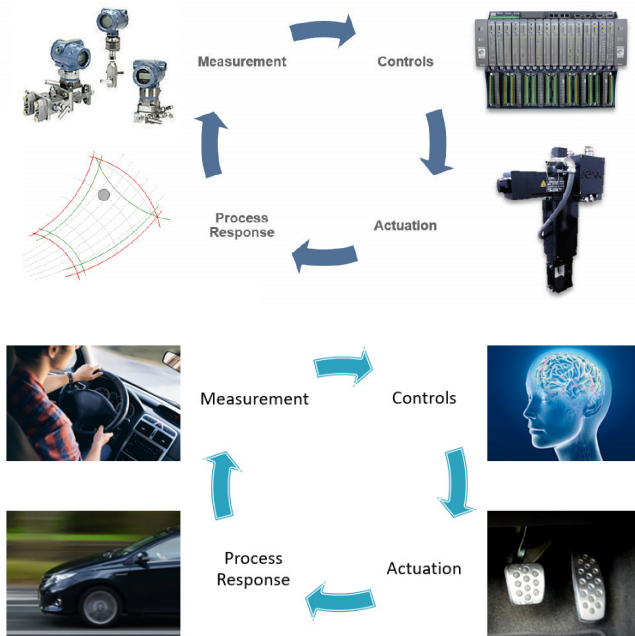 Measurement
Controls
Process
Response
Actuation
Measurement
Controls
Process
Response
Actuation